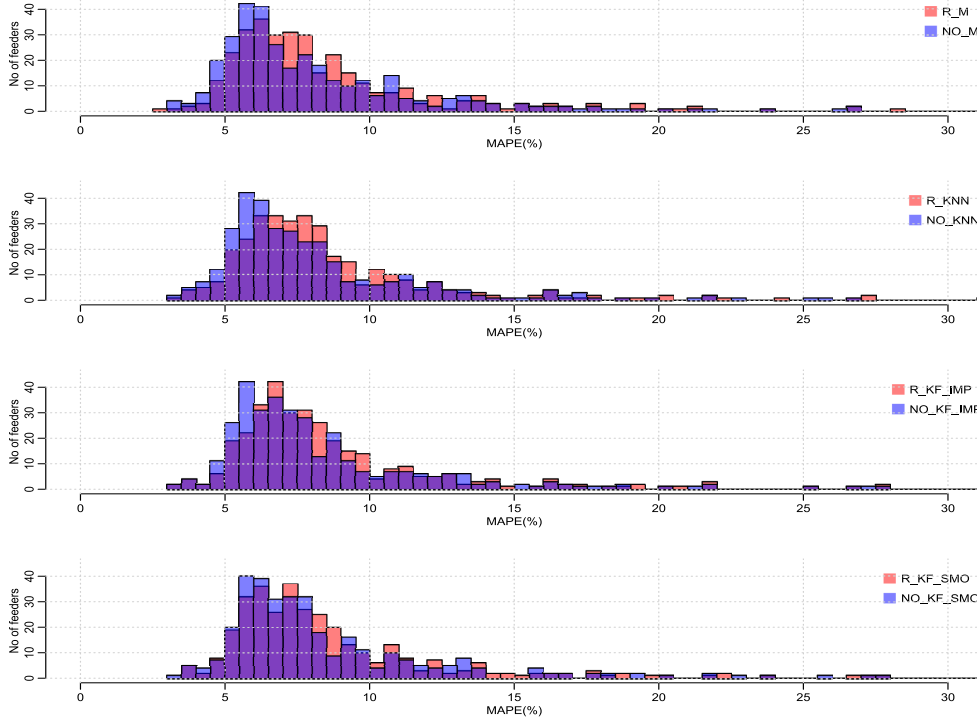 No of feeders
0 10 20 30 40
R_M
NO_M
0 5 10 15 20 25 30
MAPE(%)
No of feeders
0 10 20 30 40
R_KNN
NO_KNN
0 5 10 15 20 25 30
MAPE(%)
No of feeders
0 10 20 30 40
R_KF_IMP
NO_KF_IMP
0 5 10 15 20 25 30
MAPE(%)
No of feeders
0 10 20 30 40
R_KF_SMO
NO_KF_SMO
0 5 10 15 20 25 30
MAPE(%)